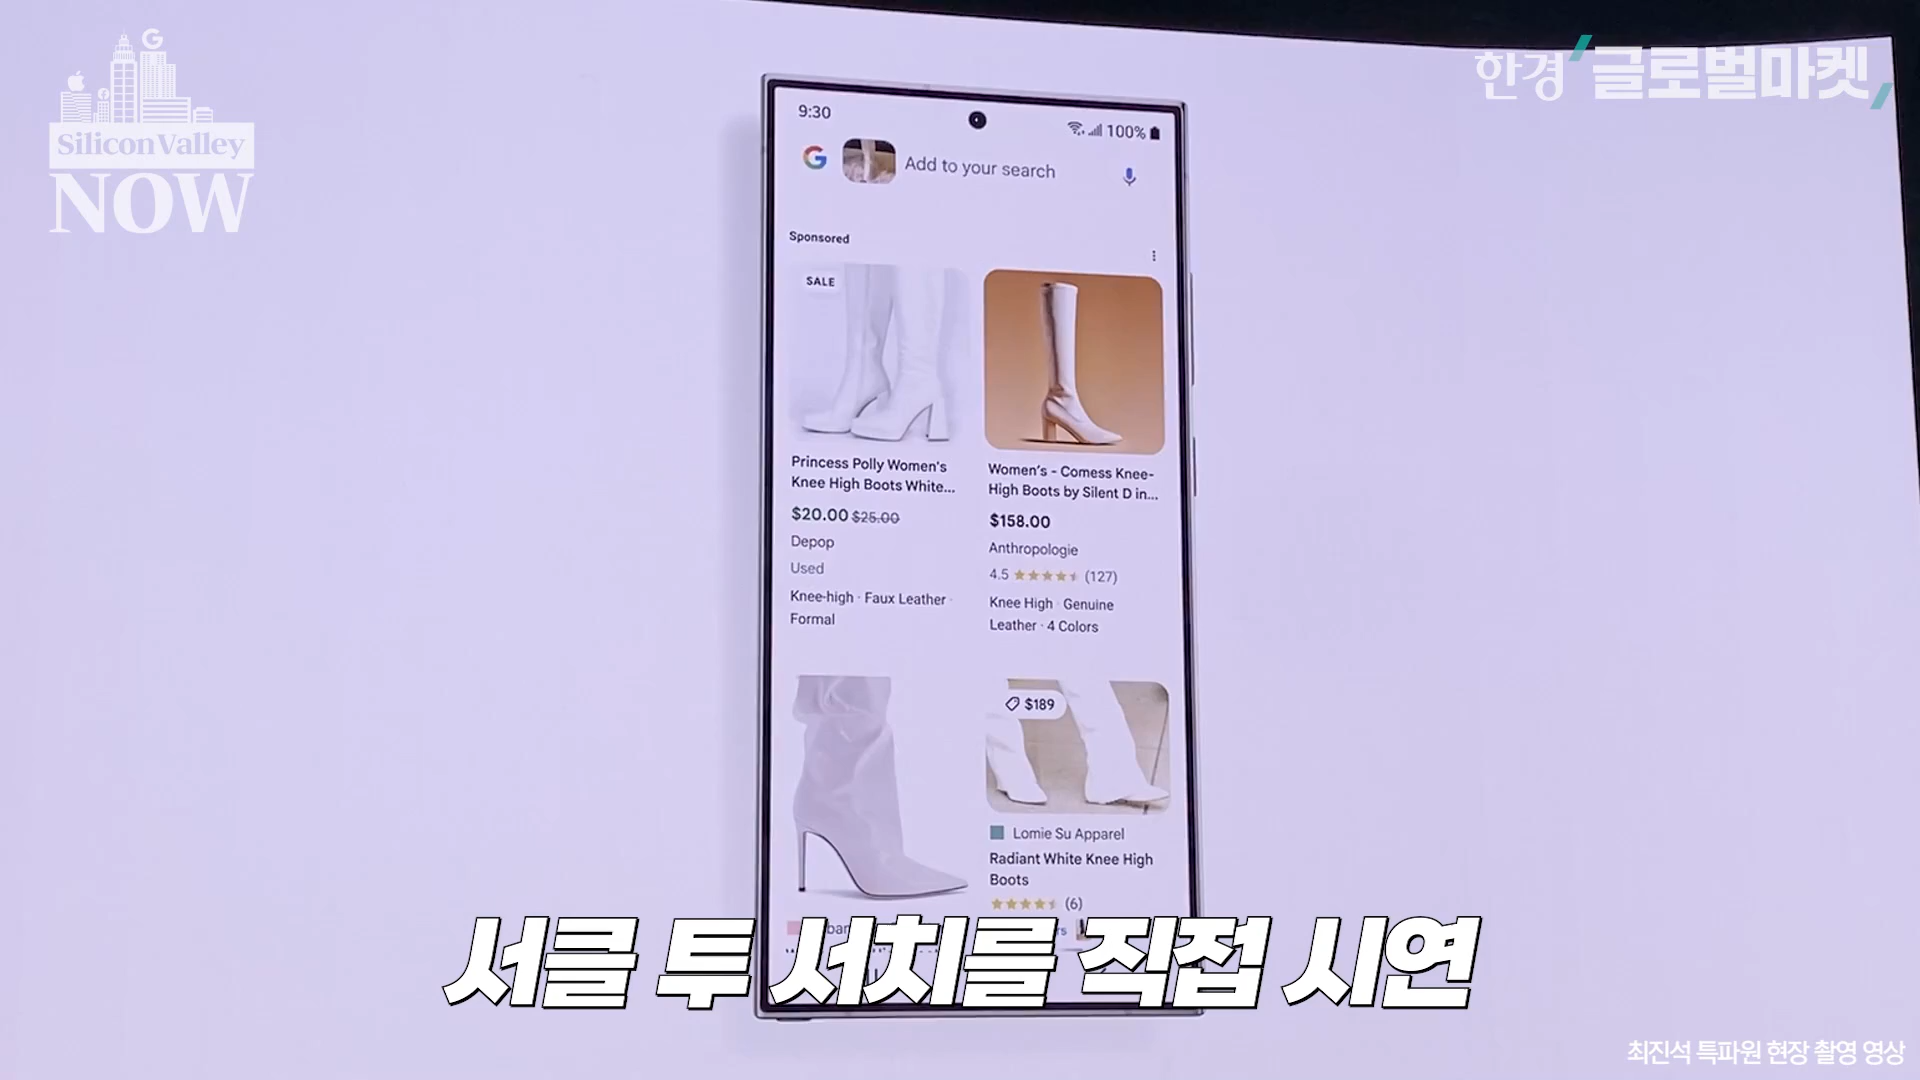 G
Silicon Valley
NOW
한경 글로벌마켓
9:30
100%
G
Add to your search
Sponsored
SALE
Princess Polly Women's
Knee High Boots White...
$20.00 $25.00
Depop
Used
Knee-high · Faux Leather ·
Formal
Women's - Comess Knee-
High Boots by Silent D in...
$158.00
Anthropologie
4.5 (127)
Knee High · Genuine
Leather · 4 Colors
$189
Lomie Su Apparel
Radiant White Knee High
Boots
(6)
서클 투 서치를 직접 시연
최진석 특파원 현장 촬영 영상